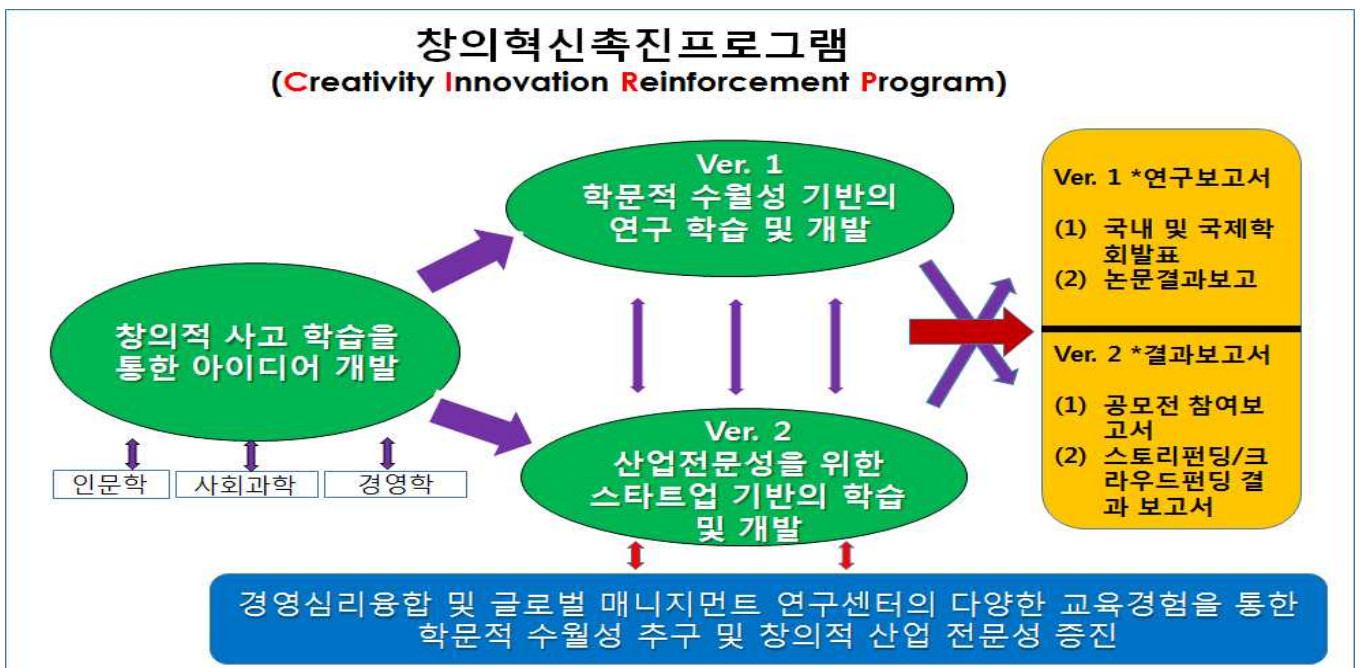 창의혁신촉진프로그램
(Creativity Innovation Reinforcement Program)
창의적 사고 학습을
통한 아이디어 개발
인문학
사회과학
경영학
Ver. 1
학문적 수월성 기반의
연구 학습 및 개발
Ver. 2
산업전문성을 위한
스타트업 기반의 학습
및 개발
Ver. 1 *연구보고서
(1) 국내 및 국제학
회발표
(2) 논문결과보고
Ver. 2 *결과보고서
(1) 공모전 참여보
고서
(2) 스토리펀딩/크
라우드펀딩 결
과 보고서
경영심리융합 및 글로벌 매니지먼트 연구센터의 다양한 교육경험을 통한
학문적 수월성 추구 및 창의적 산업 전문성 증진